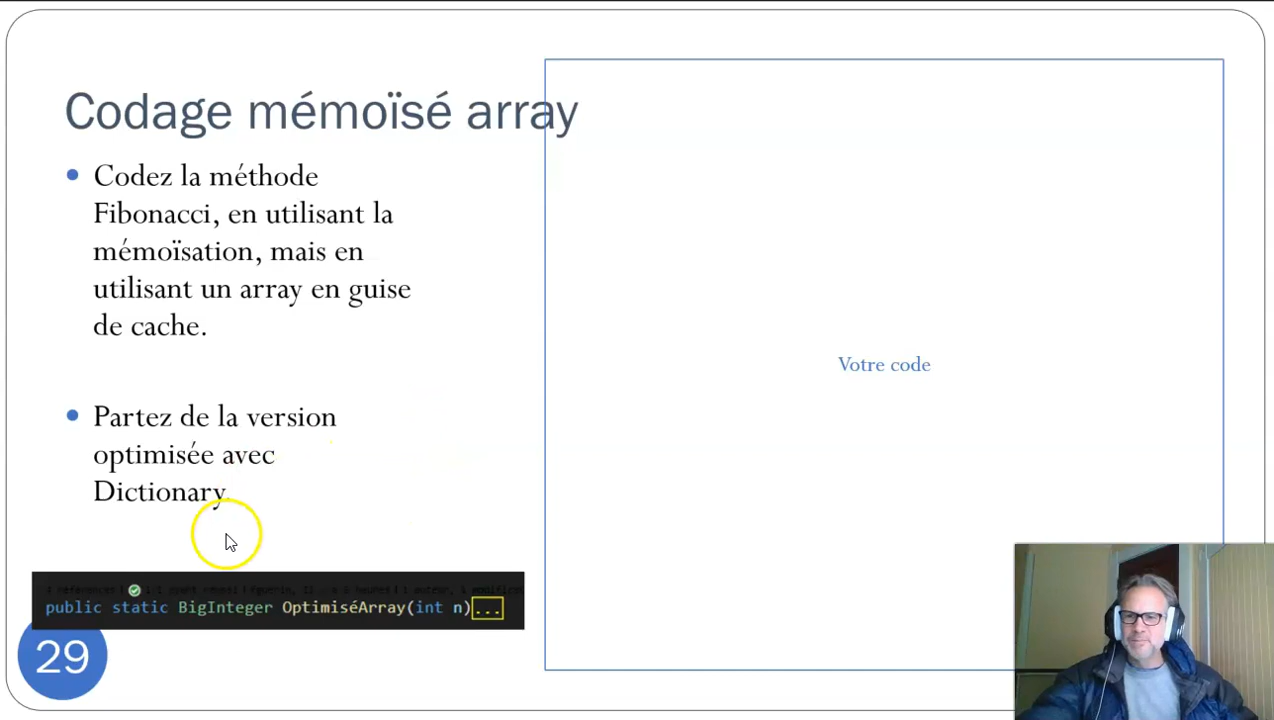 Codage mémoïsé array
Codez la méthode
Fibonacci, en utilisant la
mémoïsation, mais en
utilisant un array en guise
de cache.
Partez de la version
optimisée avec
Dictionary.
public static BigInteger OptimiséArray(int n)...
29
Votre code